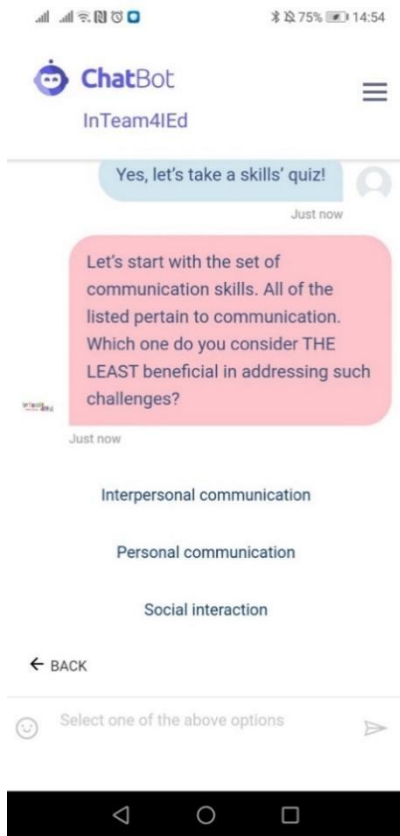 75% 14:54
ChatBot
InTeam4IEd
Yes, let's take a skills' quiz!
Just now
Let's start with the set of
communication skills. All of the
listed pertain to communication.
Which one do you consider THE
LEAST beneficial in addressing such
challenges?
Just now
Interpersonal communication
Personal communication
Social interaction
← BACK
Select one of the above options